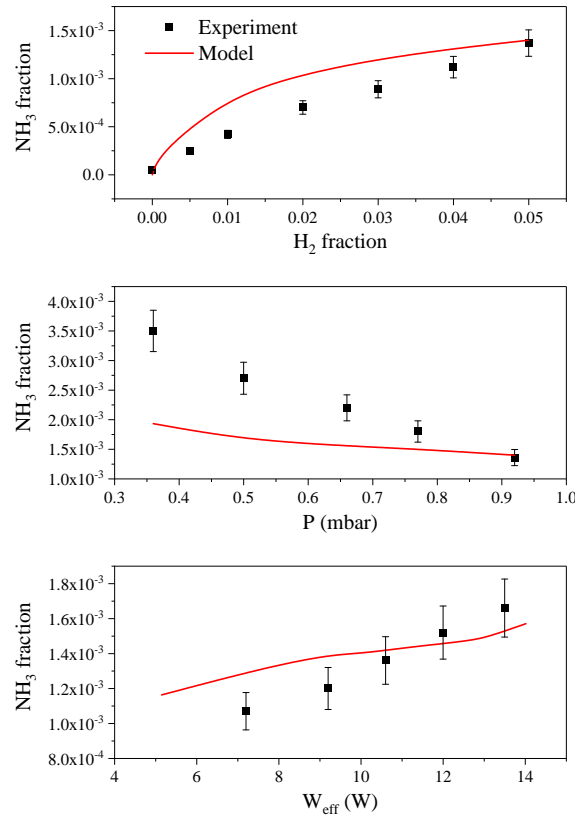 1.5x10⁻³
1.0x10⁻³
5.0x10⁻⁴
0.0
NH₃ fraction
Experiment
Model
0.00 0.01 0.02 0.03 0.04 0.05
H₂ fraction
4.0x10⁻³
3.5x10⁻³
3.0x10⁻³
2.5x10⁻³
2.0x10⁻³
1.5x10⁻³
1.0x10⁻³
NH₃ fraction
0.3 0.4 0.5 0.6 0.7 0.8 0.9 1.0
P (mbar)
1.8x10⁻³
1.6x10⁻³
1.4x10⁻³
1.2x10⁻³
1.0x10⁻³
8.0x10⁻⁴
NH₃ fraction
4 6 8 10 12 14
W_eff (W)